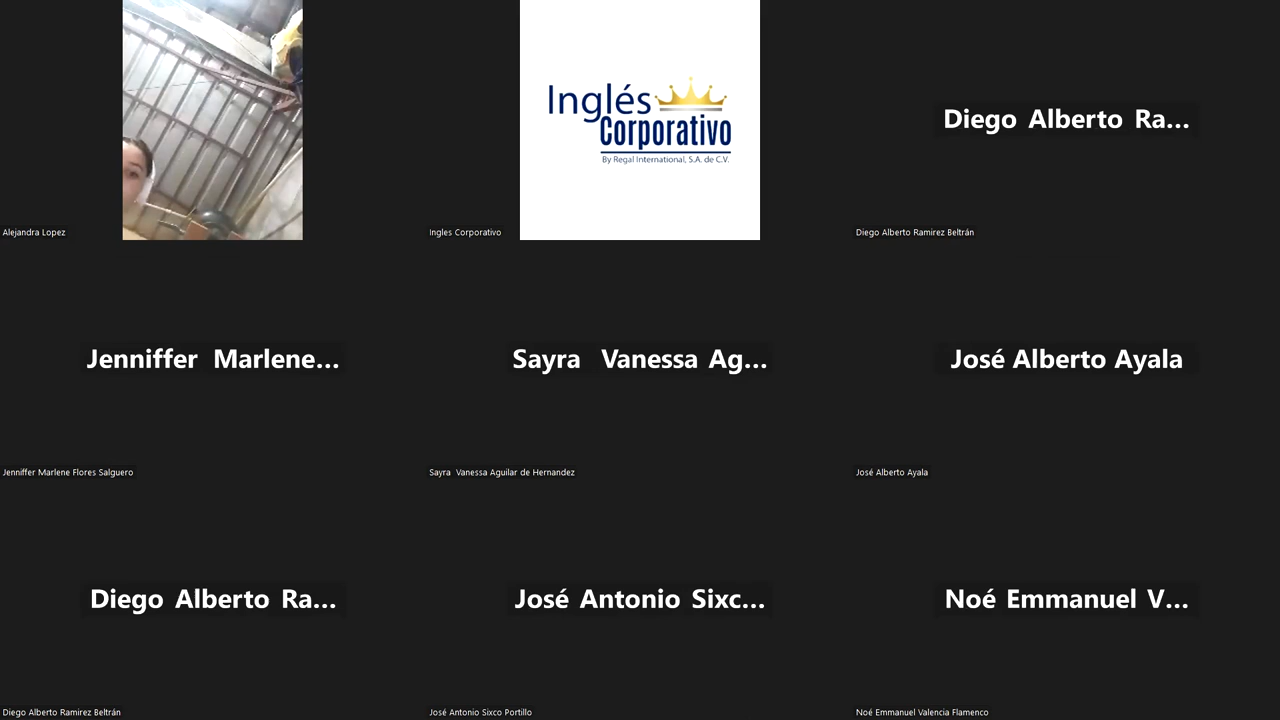 Alejandra Lopez
Inglés
Corporativo
By Regal International, S.A. de C.V.
Ingles Corporativo
Diego Alberto Ra...
Diego Alberto Ramirez Beltrán
Jenniffer Marlene...
Jenniffer Marlene Flores Salguero
Sayra Vanessa Ag...
Sayra Vanessa Aguilar de Hernandez
José Alberto Ayala
José Alberto Ayala
Diego Alberto Ra...
Diego Alberto Ramirez Beltrán
José Antonio Sixc...
José Antonio Sixco Portillo
Noé Emmanuel V...
Noé Emmanuel Valencia Flamenco